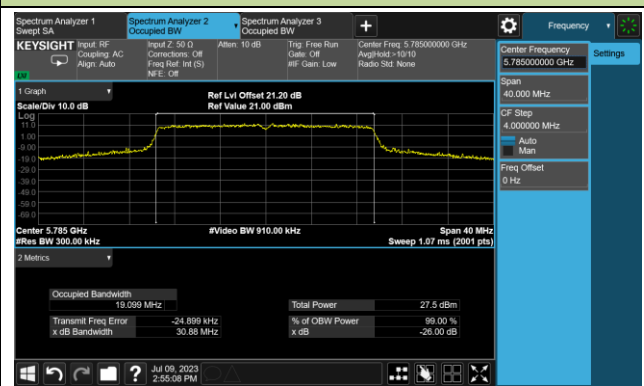 Spectrum Analyzer 1
Swept SA
Spectrum Analyzer 2
Occupied BW
Spectrum Analyzer 3
Occupied BW
+
Frequency
KEYSIGHT
LXI
Input: RF
Coupling: AC
Align: Auto
Input Z: 50 Ω
Corrections: Off
Freq Ref: Int (S)
NFE: Off
Atten: 10 dB
Trig: Free Run
Gate: Off
#IF Gain: Low
Center Freq: 5.785000000 GHz
Avg|Hold:>10/10
Radio Std: None
Center Frequency
5.785000000 GHz
Settings
Span
40.000 MHz
CF Step
4.000000 MHz
Auto
Man
Freq Offset
0 Hz
1 Graph
Scale/Div 10.0 dB
Ref Lvl Offset 21.20 dB
Ref Value 21.00 dBm
Log
11.0
1.00
-9.00
-19.0
-29.0
-39.0
-49.0
-59.0
-69.0
Center 5.785 GHz
#Video BW 910.00 kHz
Span 40 MHz
#Res BW 300.00 kHz
Sweep 1.07 ms (2001 pts)
2 Metrics
Occupied Bandwidth
19.099 MHz
Total Power 27.5 dBm
Transmit Freq Error -24.899 kHz
% of OBW Power 99.00 %
x dB Bandwidth 30.88 MHz
x dB -26.00 dB
?
Jul 09, 2023
2:55:08 PM